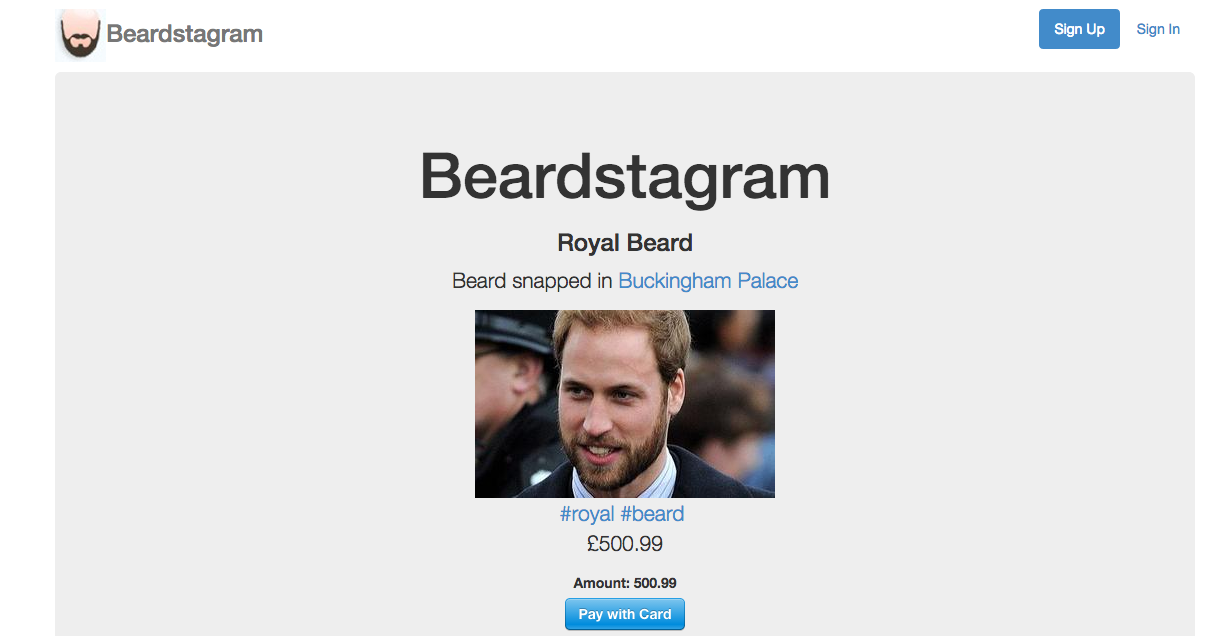 Beardstagram
Sign Up
Sign In
Beardstagram
Royal Beard
Beard snapped in Buckingham Palace
#royal #beard
£500.99
Amount: 500.99
Pay with Card